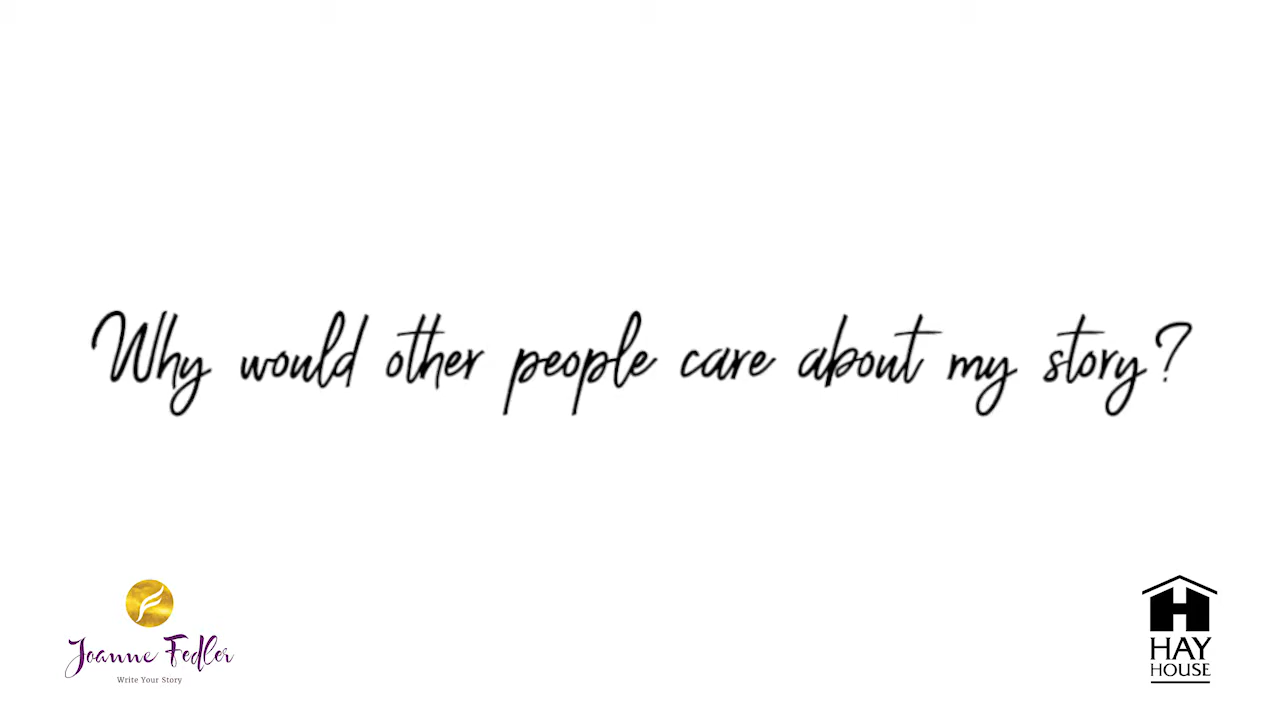 Why would other people care about my story?
F
Joanne Fedler
Write Your Story
H
HAY
HOUSE